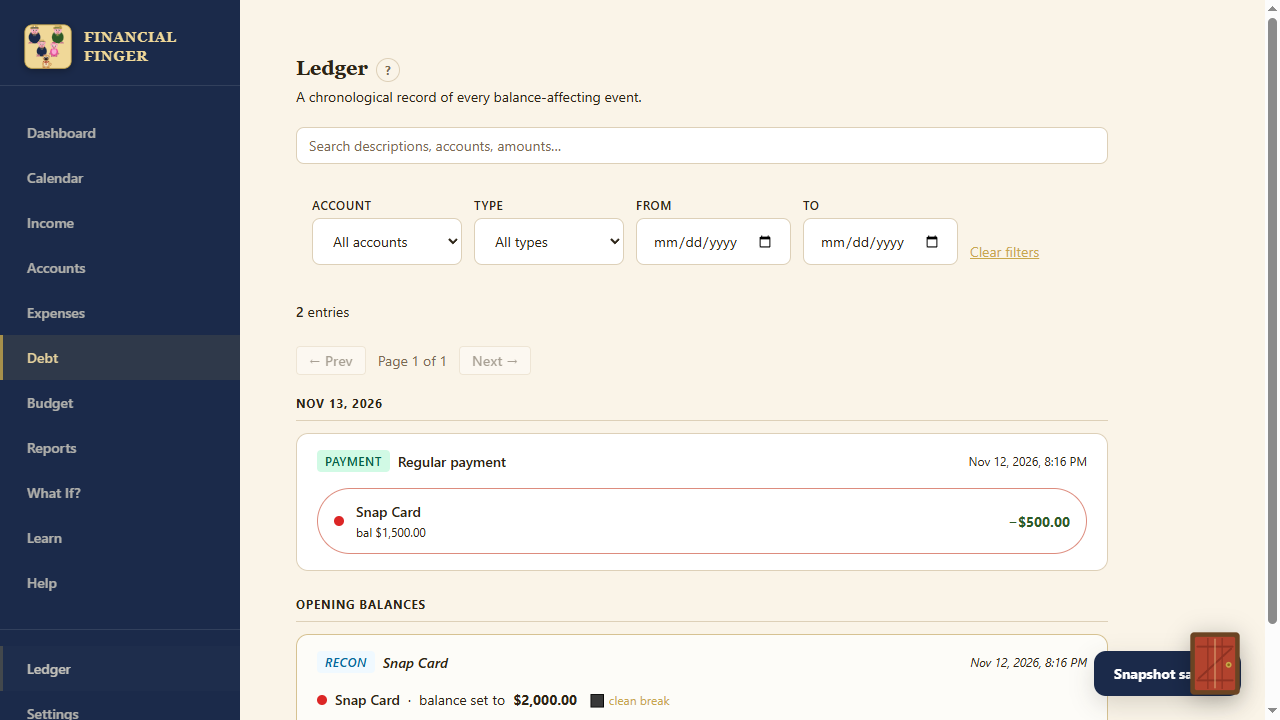 FINANCIAL
FINGER
Dashboard
Calendar
Income
Accounts
Expenses
Debt
Budget
Reports
What If?
Learn
Help
Ledger
Settings
Ledger ?
A chronological record of every balance-affecting event.
Search descriptions, accounts, amounts...
ACCOUNT TYPE FROM TO
All accounts All types mm/dd/yyyy mm/dd/yyyy Clear filters
2 entries
← Prev Page 1 of 1 Next →
NOV 13, 2026
PAYMENT Regular payment Nov 12, 2026, 8:16 PM
Snap Card
bal $1,500.00
−$500.00
OPENING BALANCES
RECON Snap Card Nov 12, 2026, 8:16 PM
Snap Card · balance set to $2,000.00 clean break
Snapshot